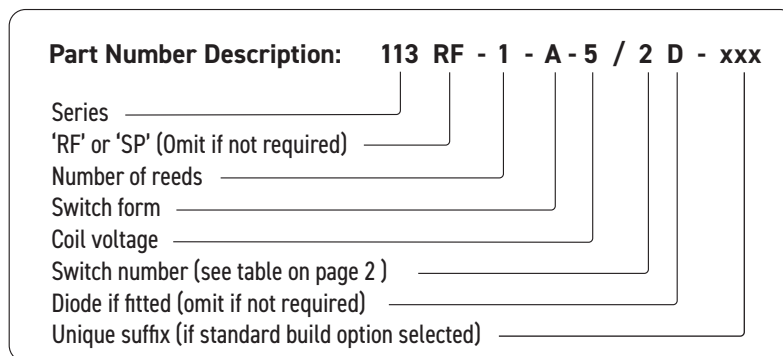 Part Number Description: 113 RF - 1 - A - 5 / 2 D - xxx
Series
‘RF’ or ‘SP’ (Omit if not required)
Number of reeds
Switch form
Coil voltage
Switch number (see table on page 2 )
Diode if fitted (omit if not required)
Unique suffix (if standard build option selected)